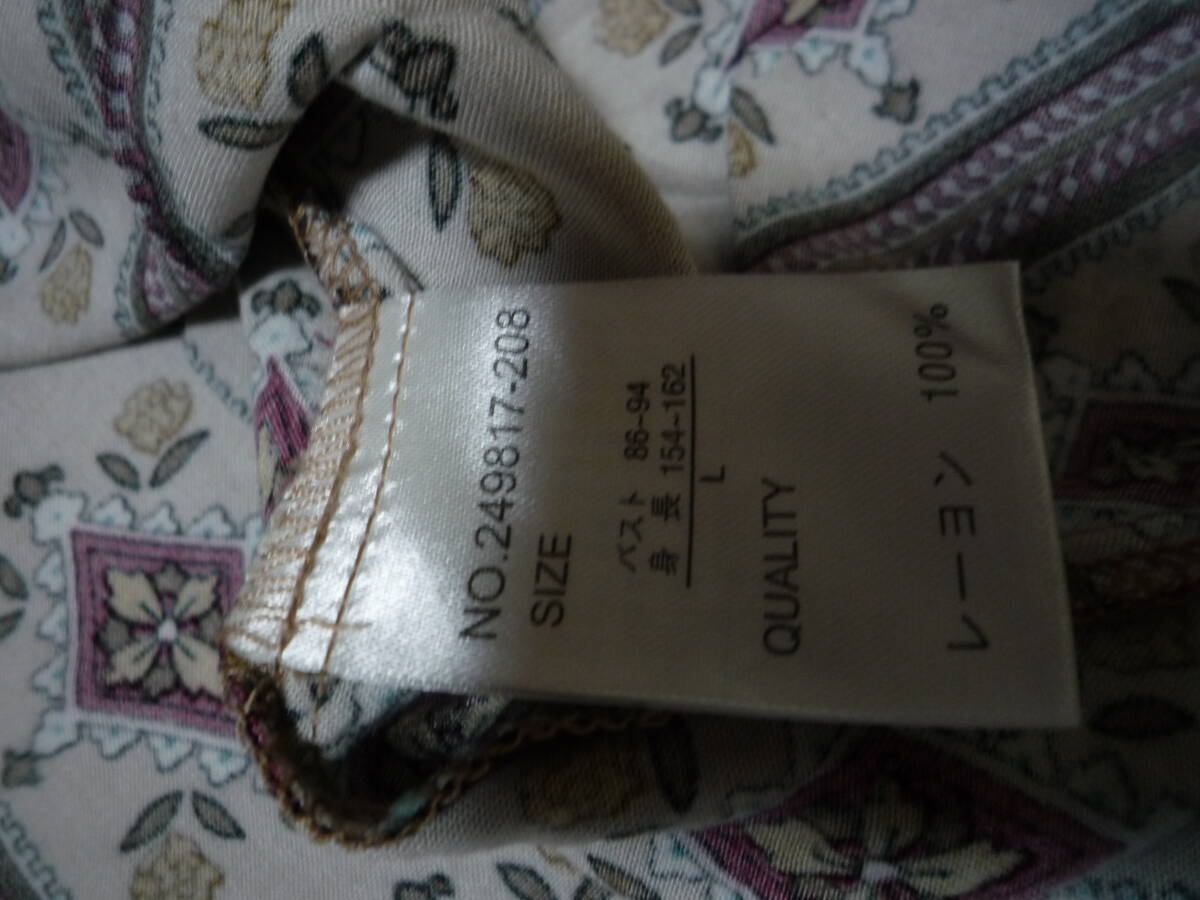 NO.249817-208
SIZE
バスト 86-94
身長 154-162
L
QUALITY
レーヨン 100%